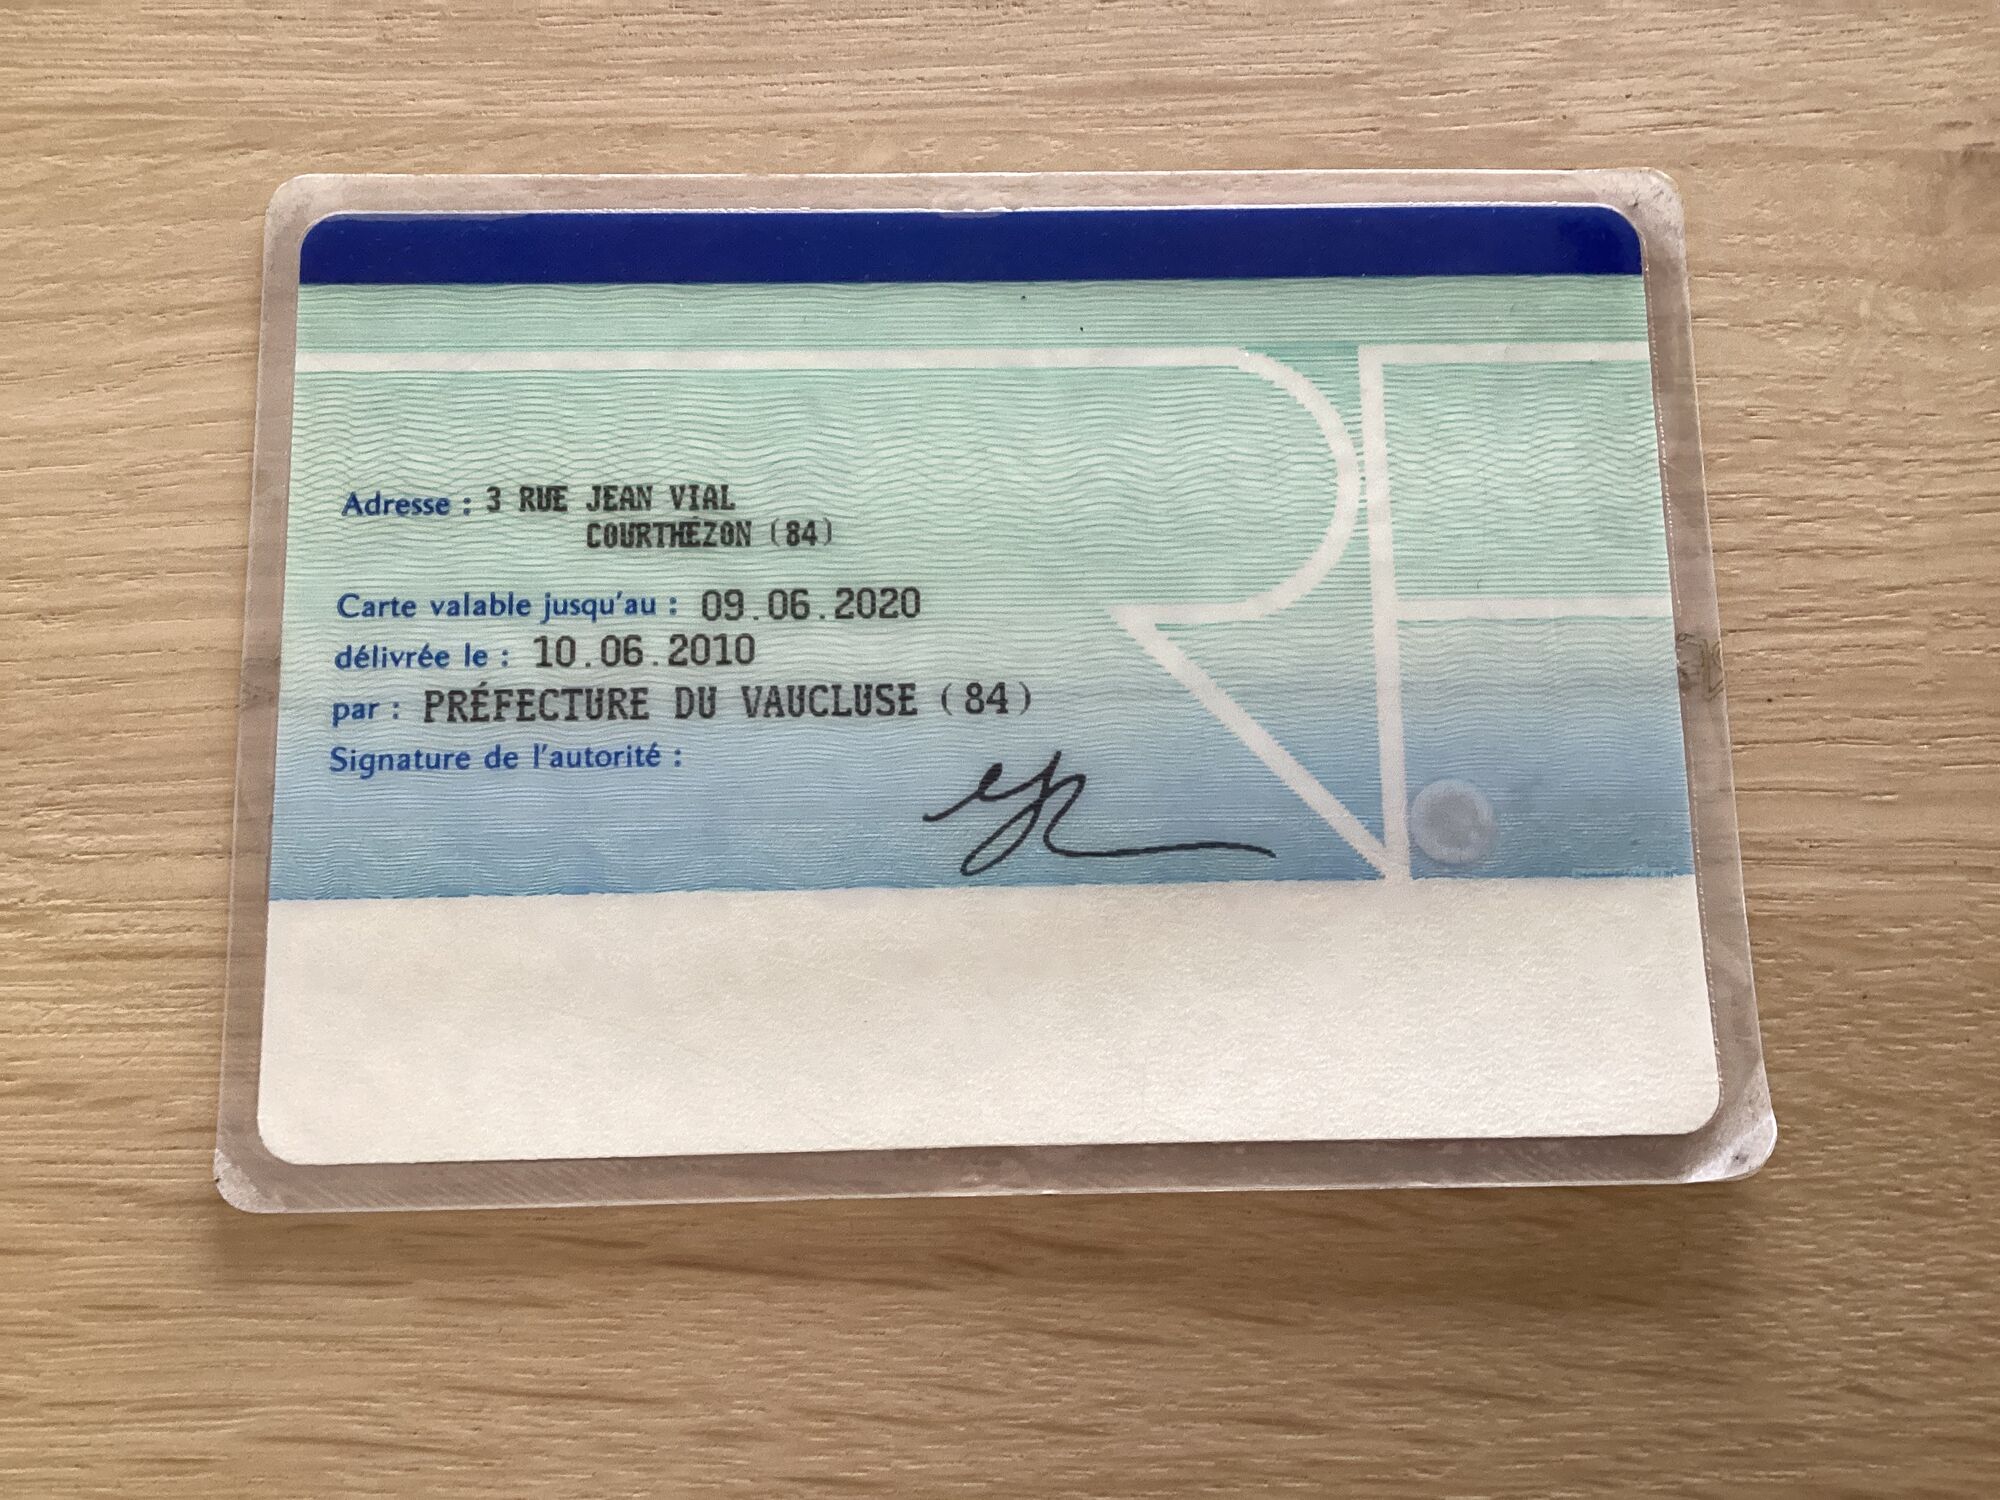 Adresse : 3 RUE JEAN VIAL
COURTHÉZON (84)
Carte valable jusqu'au : 09.06.2020
délivrée le : 10.06.2010
par : PRÉFECTURE DU VAUCLUSE (84)
Signature de l'autorité :
RF